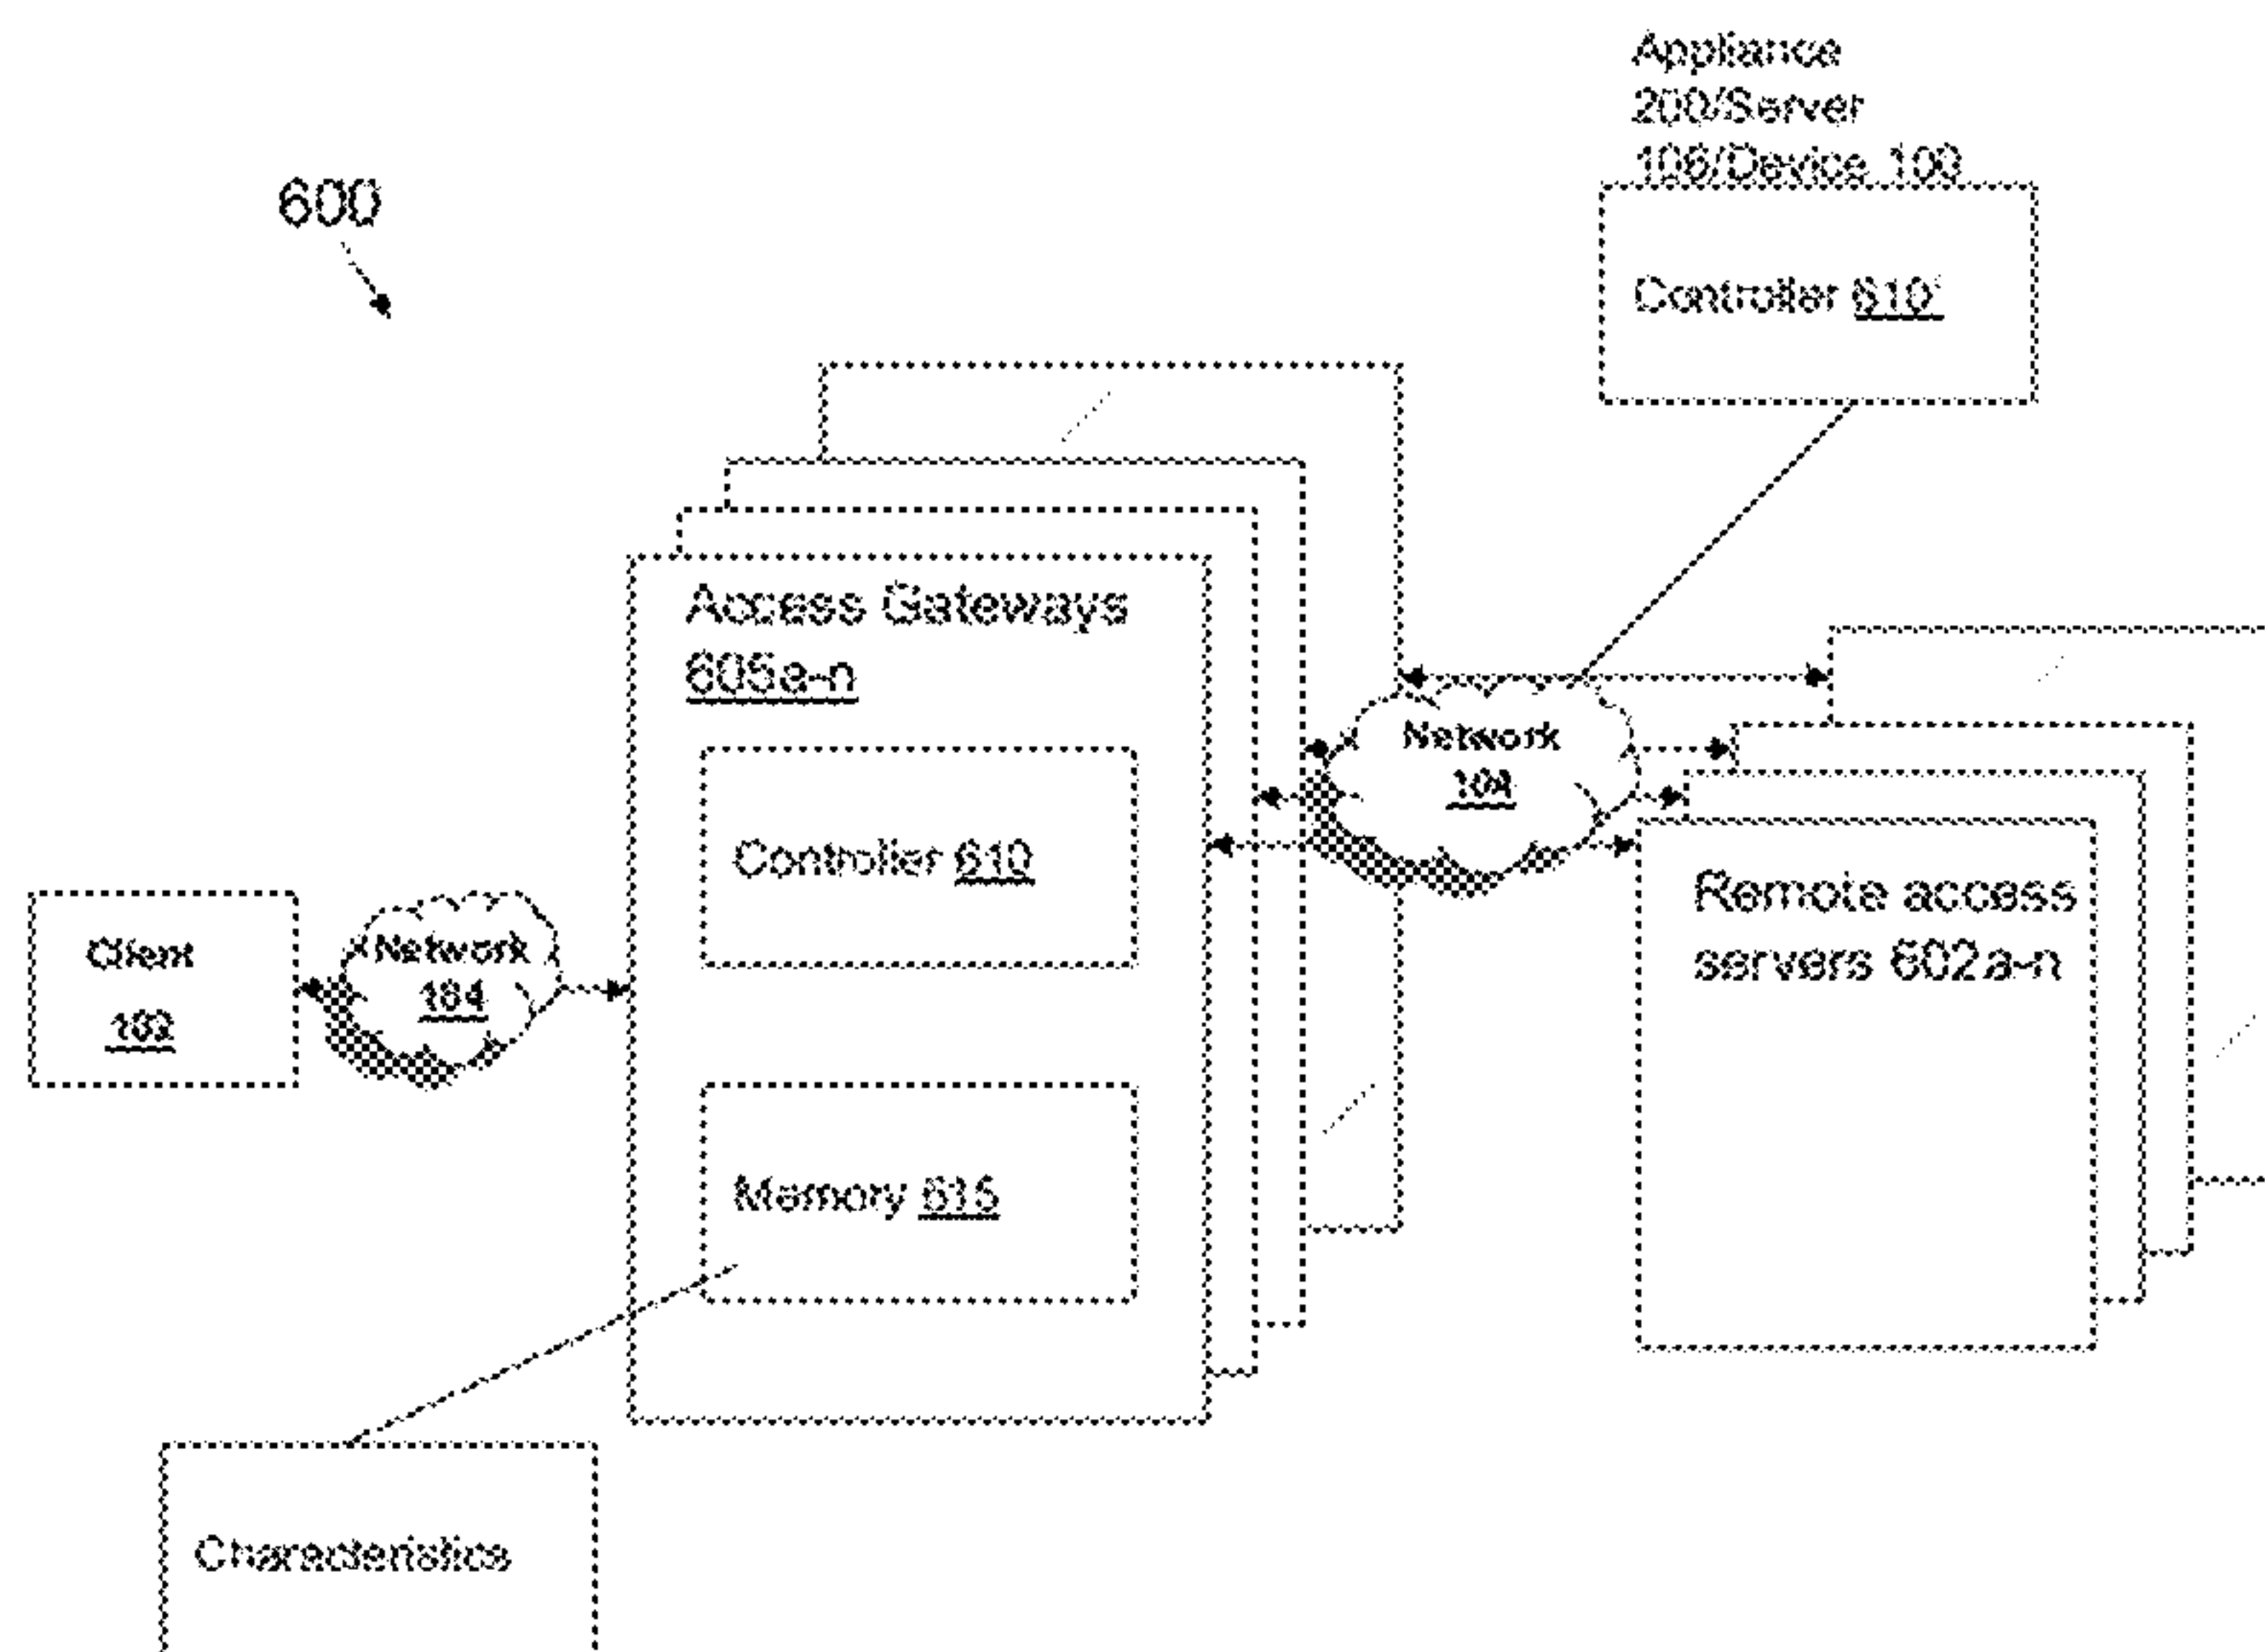 Appliance
200/Server
106/Device 103
600
Controller 610'
Access Gateways
605a-n
Network
104
Controller 610
Remote access
servers 602a-n
Client
102
Network
104
Memory 615
Characteristics